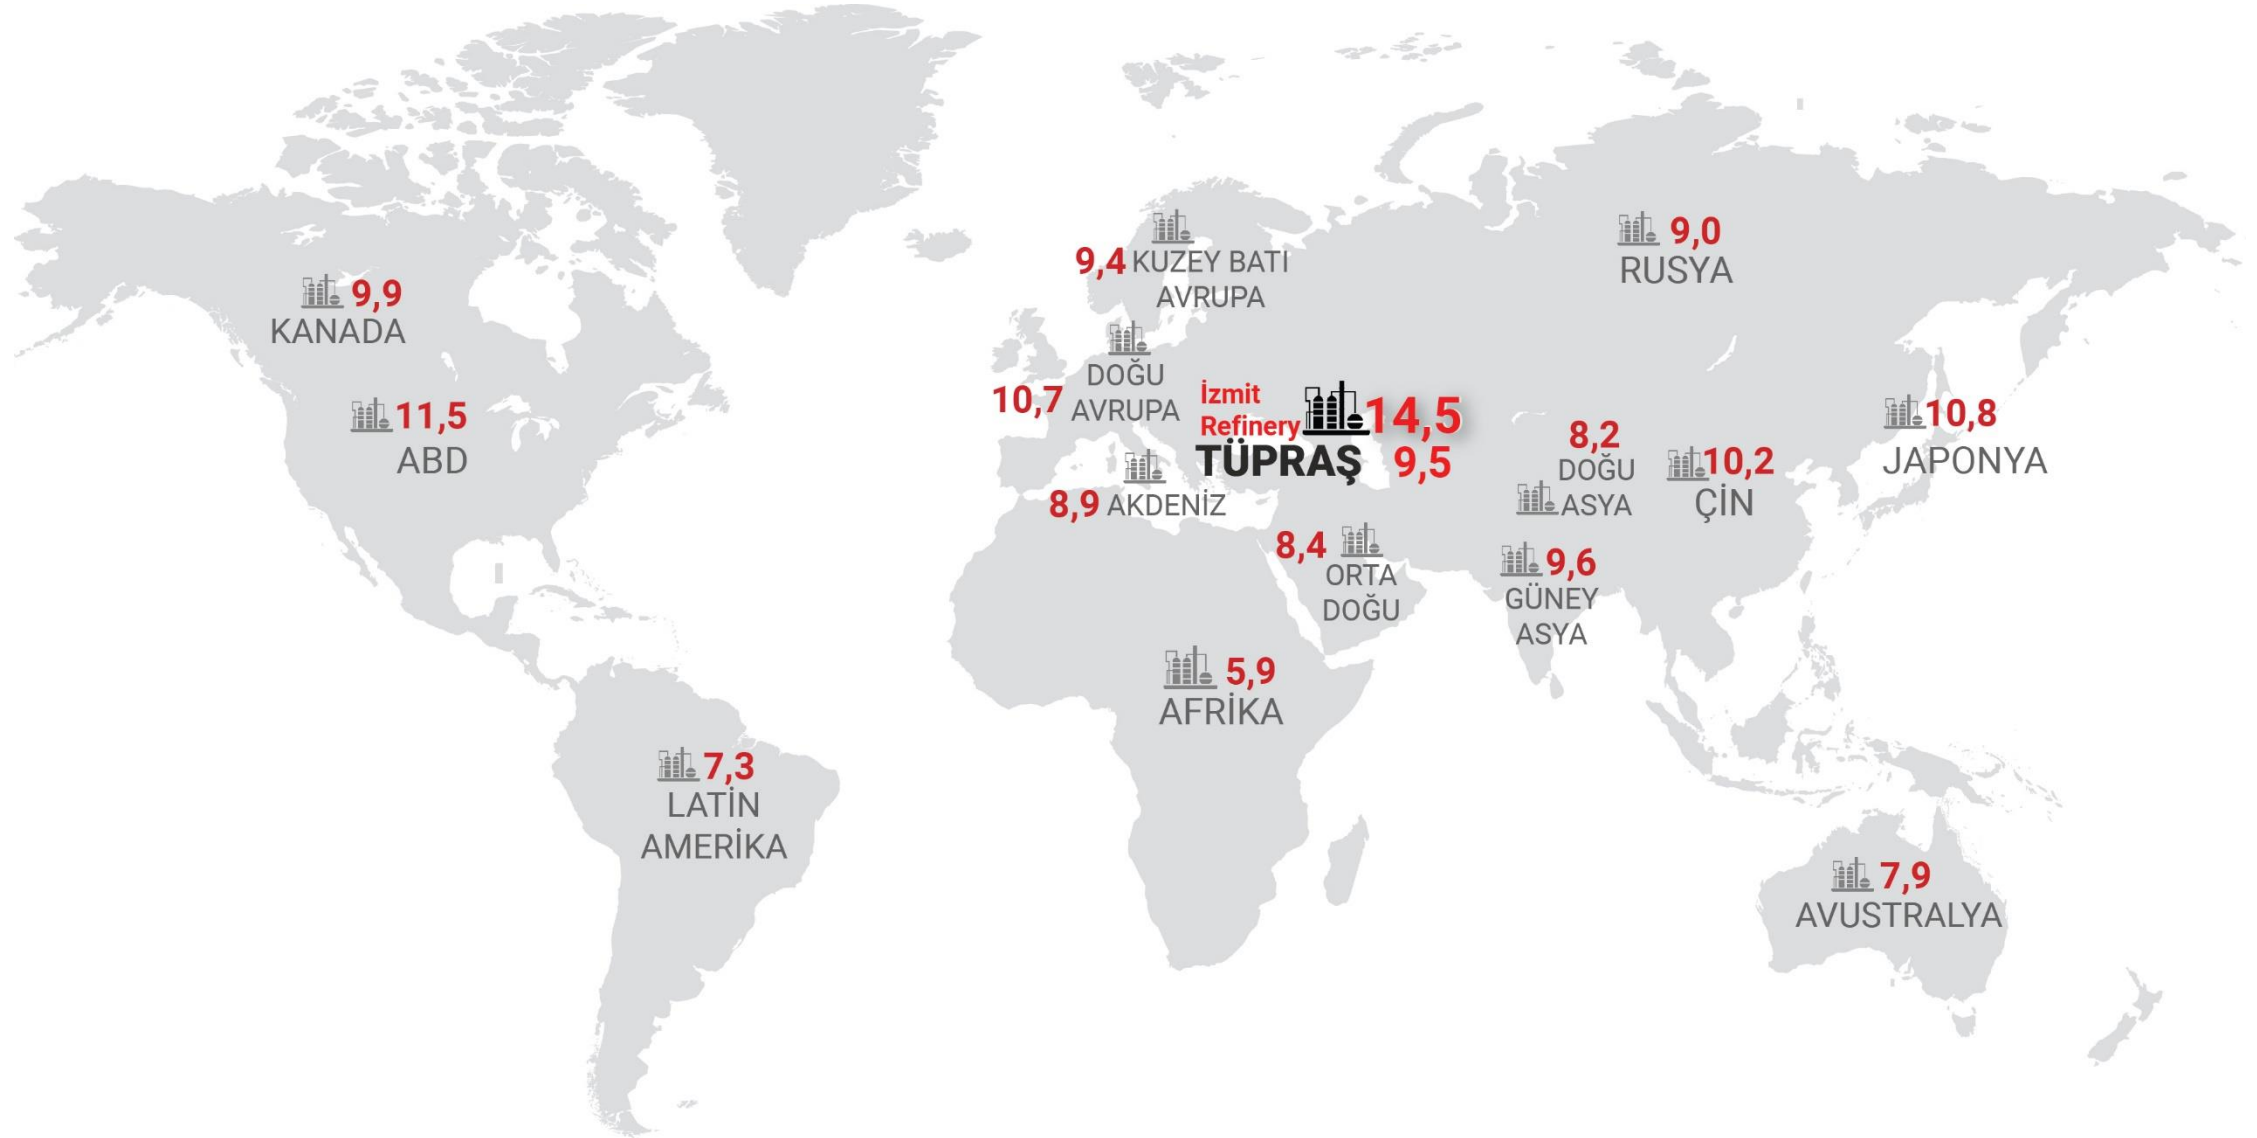 9,9
KANADA
11,5
ABD
7,3
LATİN
AMERİKA
9,4 KUZEY BATI
AVRUPA
10,7
DOĞU
AVRUPA
İzmit
Refinery
14,5
TÜPRAŞ 9,5
8,9 AKDENİZ
8,4
ORTA
DOĞU
5,9
AFRİKA
9,0
RUSYA
8,2
DOĞU
ASYA
10,2
ÇİN
10,8
JAPONYA
9,6
GÜNEY
ASYA
7,9
AVUSTRALYA